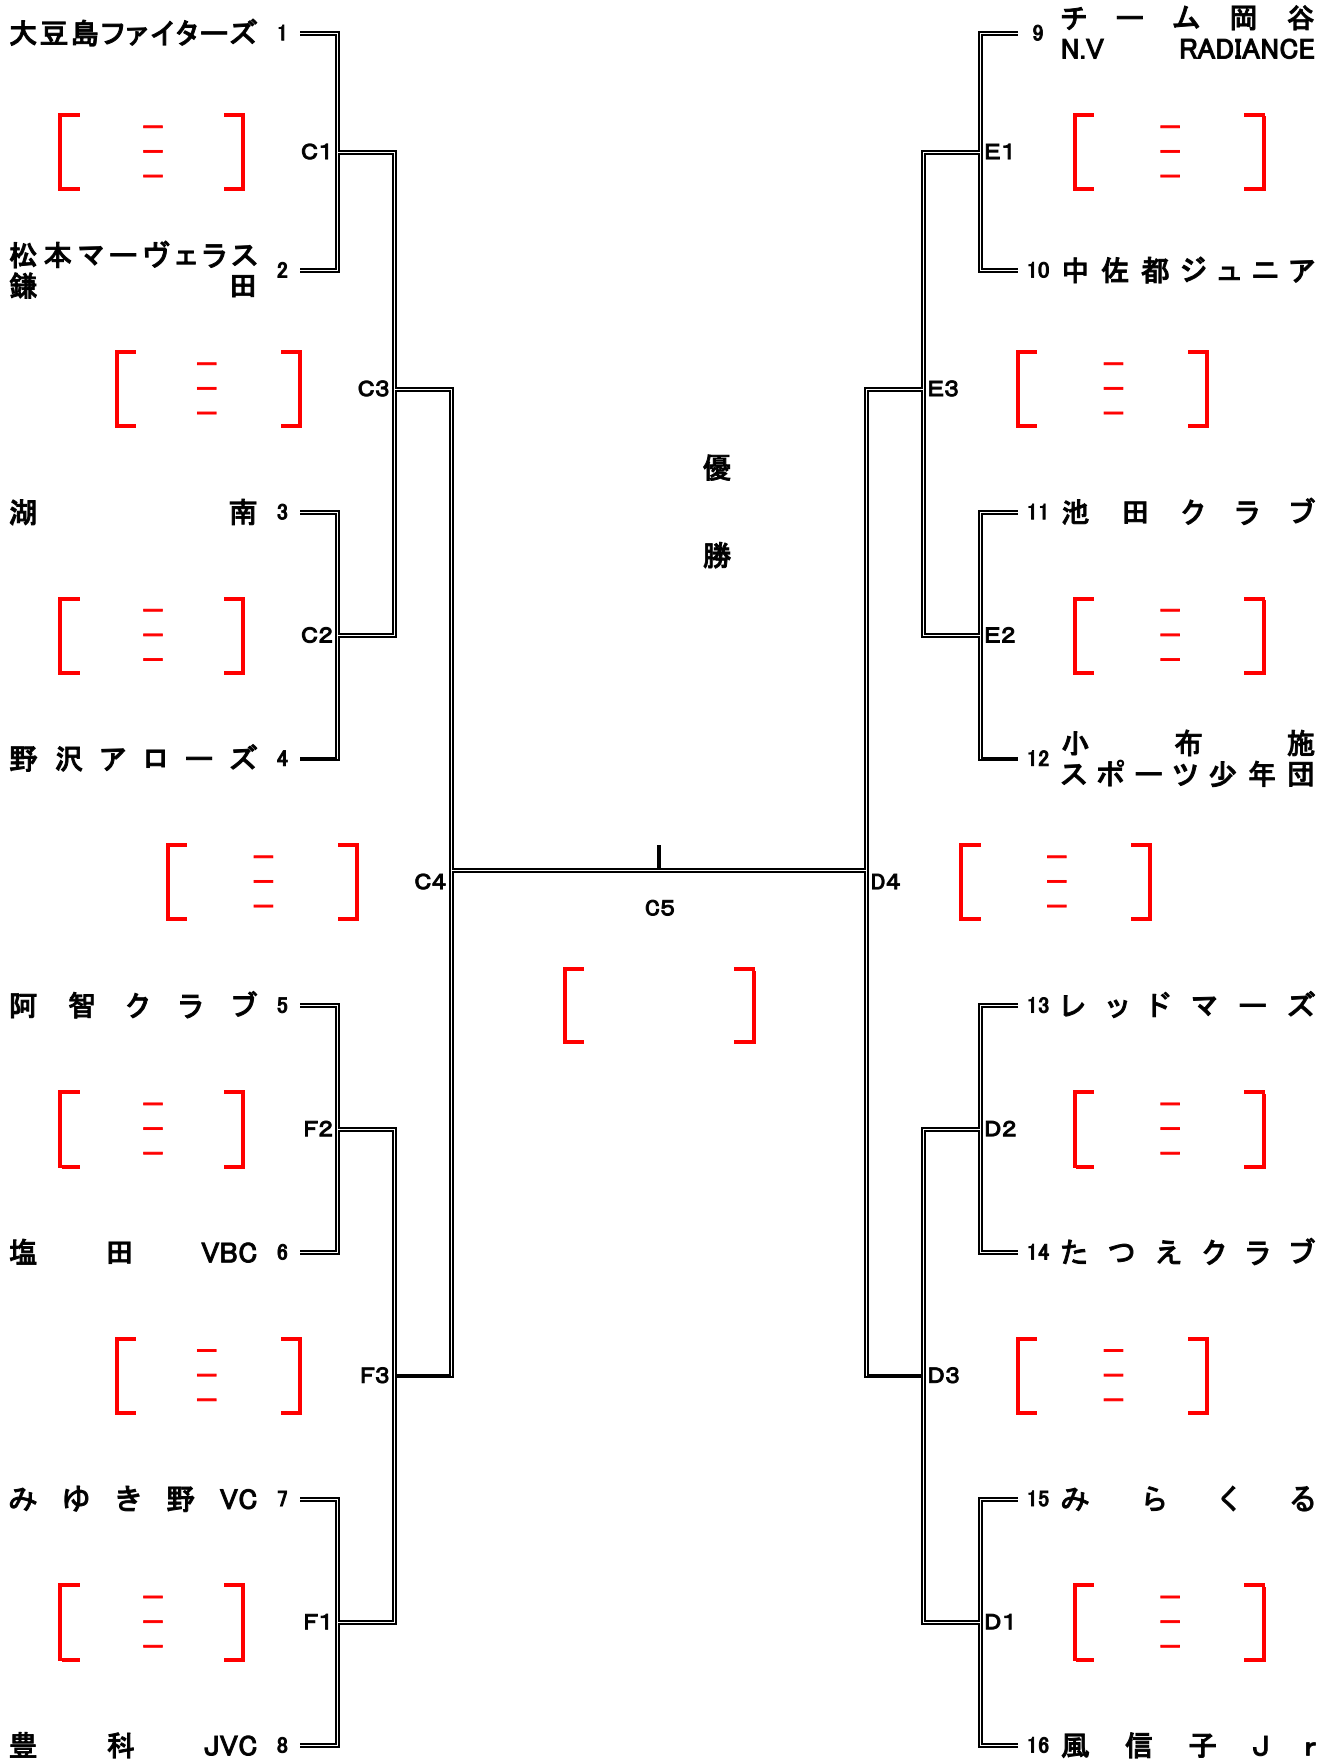 大豆島ファイターズ 1
C1
松本マーヴェラス
鎌田 2
C3
湖南 3
C2
野沢アローズ 4
C4
阿智クラブ 5
F2
塩田VBC 6
F3
みゆき野VC 7
F1
豊科JVC 8
優
勝
C5
9 チーム岡谷
N.V RADIANCE
E1
10 中佐都ジュニア
E3
11 池田クラブ
E2
12 小布施
スポーツ少年団
D4
13 レッドマーズ
D2
14 たつえクラブ
D3
15 みらくる
D1
16 風信子Jr